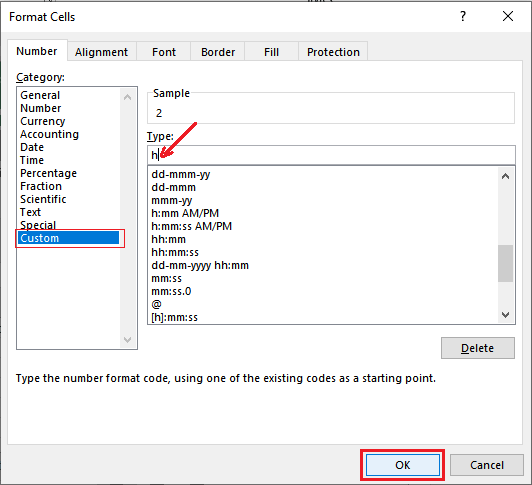 Format Cells
?
Number Alignment Font Border Fill Protection
Category:
General
Number
Currency
Accounting
Date
Time
Percentage
Fraction
Scientific
Text
Special
Custom
Sample
2
Type:
h
dd-mmm-yy
dd-mmm
mmm-yy
h:mm AM/PM
h:mm:ss AM/PM
hh:mm
hh:mm:ss
dd-mm-yyyy hh:mm
mm:ss
mm:ss.0
@
[h]:mm:ss
Delete
Type the number format code, using one of the existing codes as a starting point.
OK Cancel